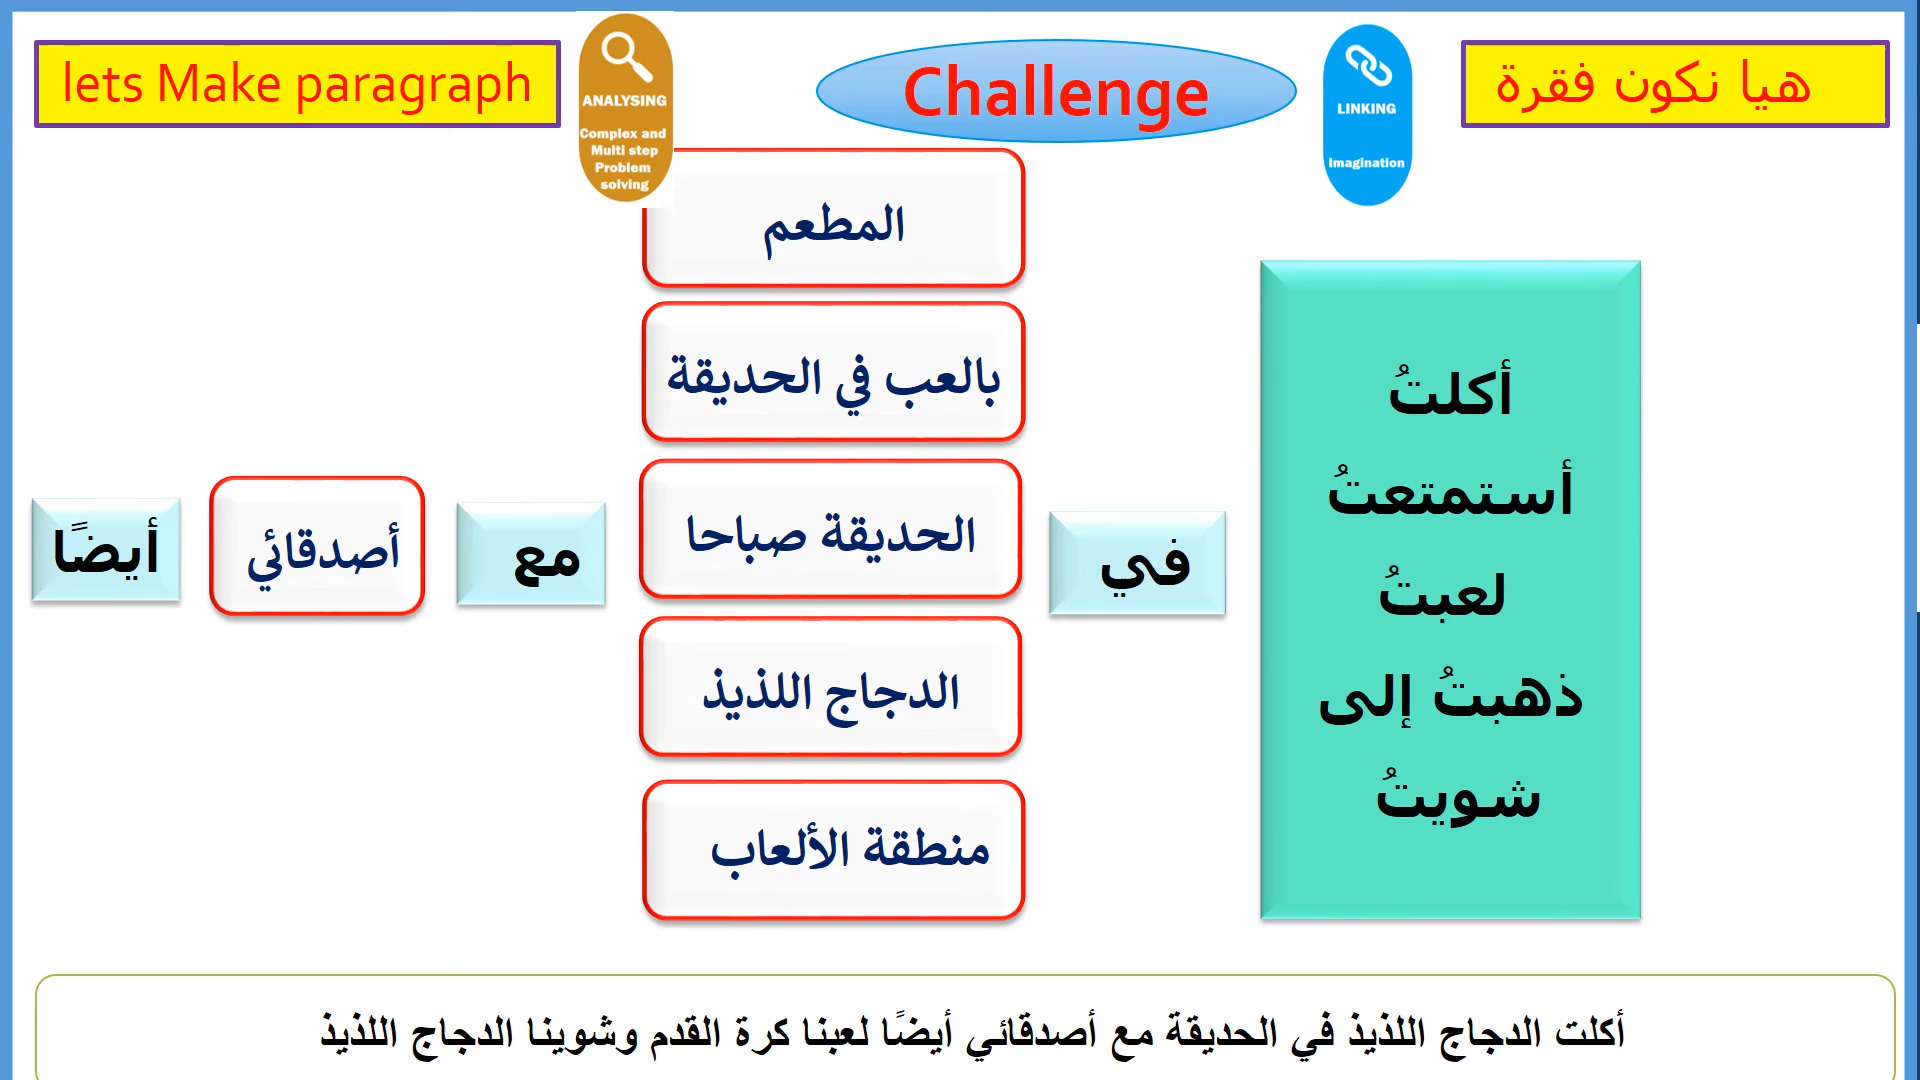 هيا نكون فقرة
LINKING
Imagination
Challenge
ANALYSING
Complex and
Multi step
Problem
solving
lets Make paragraph
أكلتُ
أستمتعتُ
لعبتُ
ذهبتُ إلى
شويتُ
في
المطعم
بالعب في الحديقة
الحديقة صباحا
الدجاج اللذيذ
منطقة الألعاب
مع
أصدقائي
أيضًا
أكلت الدجاج اللذيذ في الحديقة مع أصدقائي أيضًا لعبنا كرة القدم وشوينا الدجاج اللذيذ